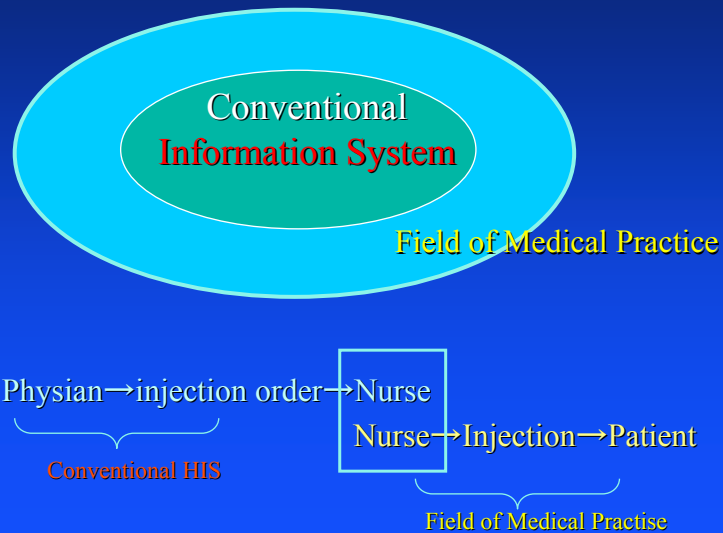 Conventional
Information System
Field of Medical Practice
Physian→injection order→Nurse
Nurse→Injection→Patient
Conventional HIS
Field of Medical Practise